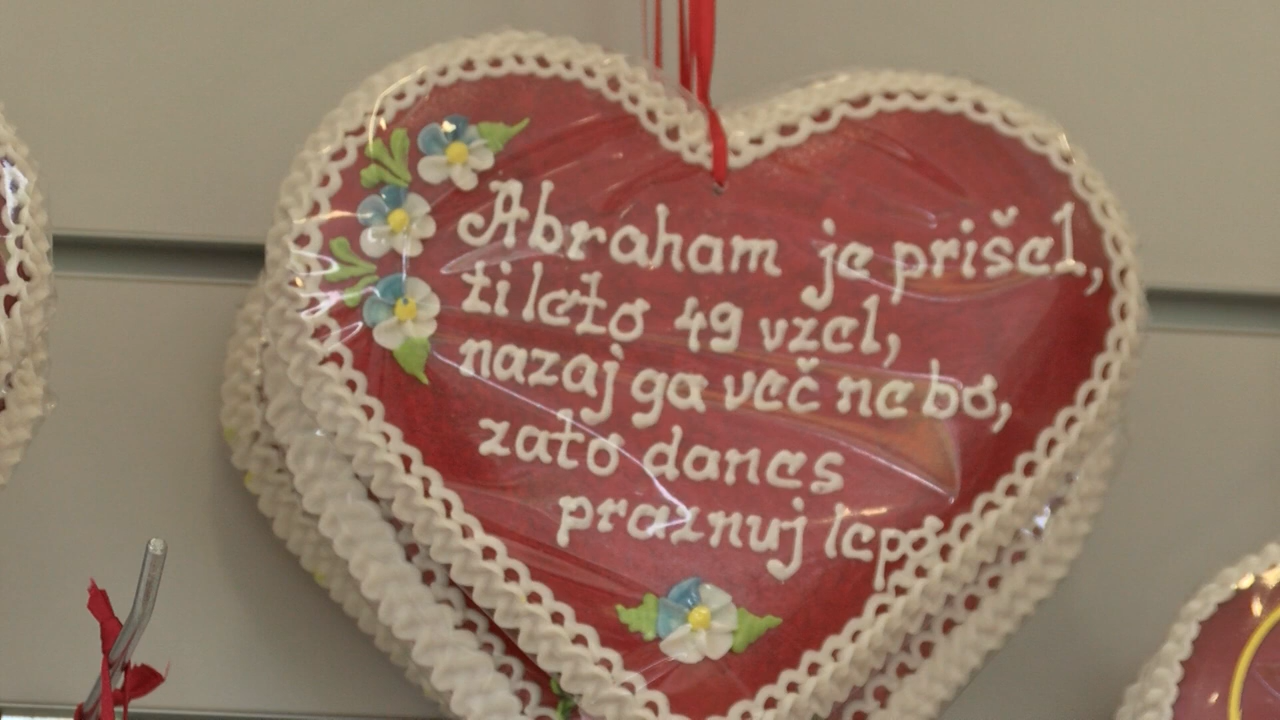 Abraham je prišel,
ti leto 49 vzel,
nazaj ga več ne bo,
zato danes
praznuj lepo